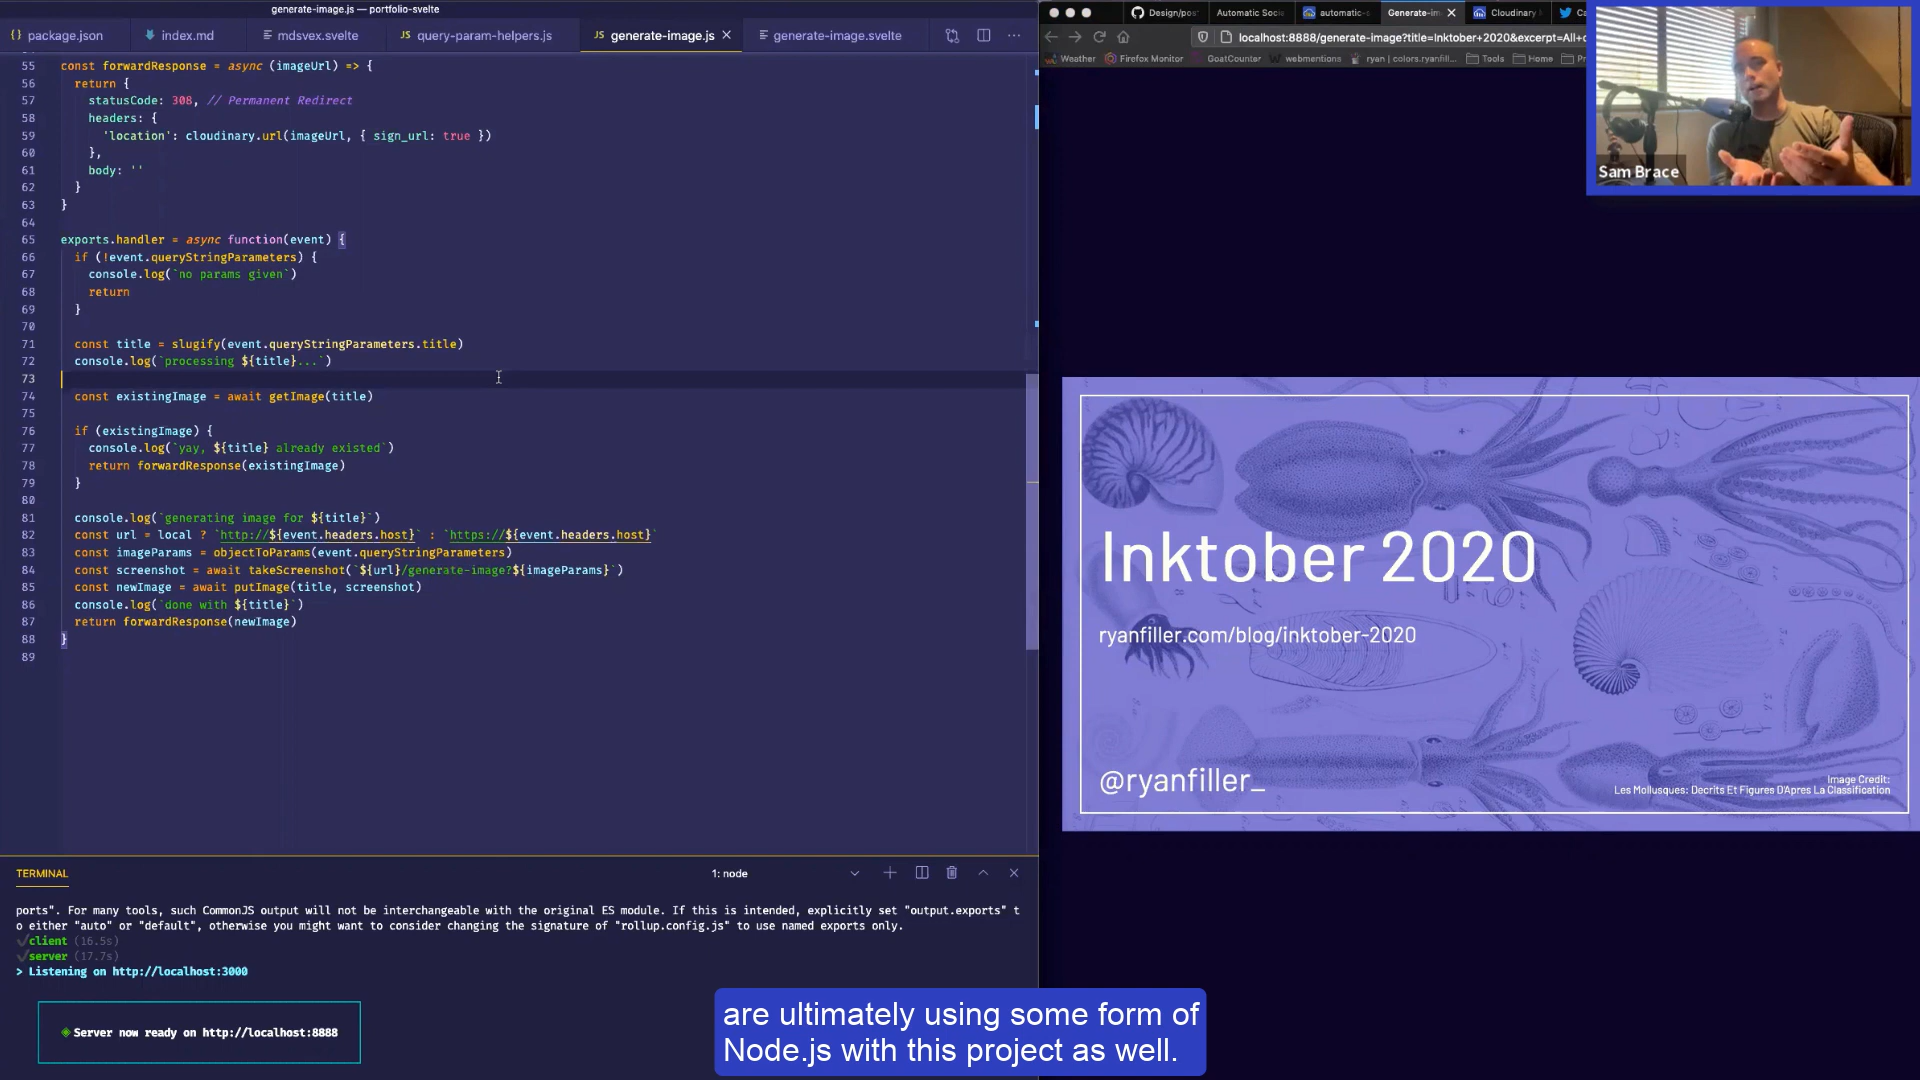 generate-image.js — portfolio-svelte
package.json
index.md
mdsvex.svelte
query-param-helpers.js
generate-image.js
generate-image.svelte
55 const forwardResponse = async (imageUrl) => {
56 return {
57 statusCode: 308, // Permanent Redirect
58 headers: {
59 'location': cloudinary.url(imageUrl, { sign_url: true })
60 },
61 body: ''
62 }
63 }
64
65 exports.handler = async function(event) {
66 if (!event.queryStringParameters) {
67 console.log(`no params given`)
68 return
69 }
70
71 const title = slugify(event.queryStringParameters.title)
72 console.log(`processing ${title}...`)
73
74 const existingImage = await getImage(title)
75
76 if (existingImage) {
77 console.log(`yay, ${title} already existed`)
78 return forwardResponse(existingImage)
79 }
80
81 console.log(`generating image for ${title}`)
82 const url = local ? `http://${event.headers.host}` : `https://${event.headers.host}`
83 const imageParams = objectToParams(event.queryStringParameters)
84 const screenshot = await takeScreenshot(`${url}/generate-image?${imageParams}`)
85 const newImage = await putImage(title, screenshot)
86 console.log(`done with ${title}`)
87 return forwardResponse(newImage)
88 }
89
TERMINAL
1: node
ports". For many tools, such CommonJS output will not be interchangeable with the original ES module. If this is intended, explicitly set "output.exports" t
o either "auto" or "default", otherwise you might want to consider changing the signature of "rollup.config.js" to use named exports only.
✓client (16.5s)
✓server (17.7s)
> Listening on http://localhost:3000
Server now ready on http://localhost:8888
Design/po
Automatic Soci
automatic-
Generate-im
Cloudinary
localhost:8888/generate-image?title=Inktober+2020&excerpt=All+
Weather
Firefox Monitor
GoatCounter
webmentions
ryan | colors.ryanfill...
Tools
Home
Sam Brace
Inktober 2020
ryanfiller.com/blog/inktober-2020
@ryanfiller_
Image Credit:
Les Mollusques: Decrits Et Figures D'Apres La Classification
are ultimately using some form of
Node.js with this project as well.